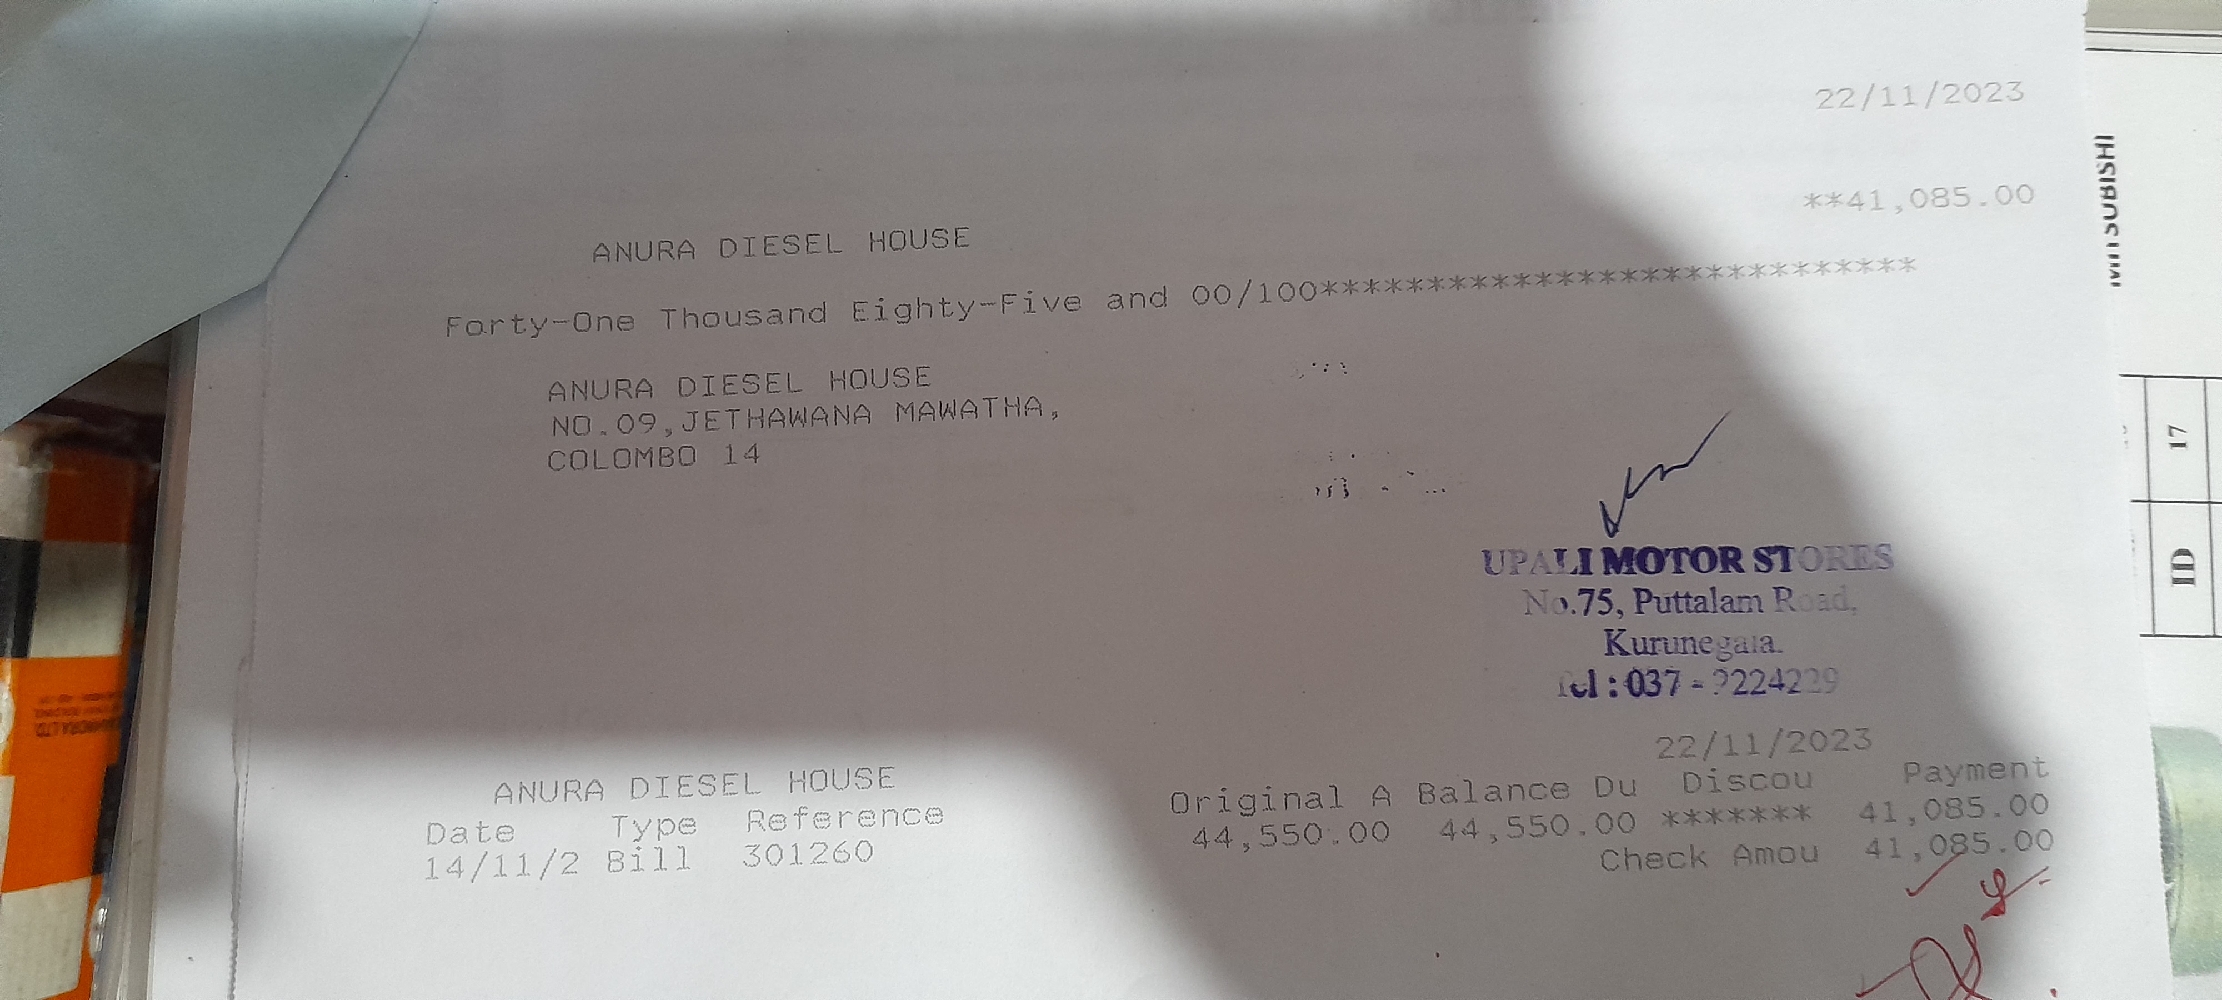 22/11/2023
**41,085.00
ANURA DIESEL HOUSE
Forty-One Thousand Eighty-Five and 00/100****************************
ANURA DIESEL HOUSE
NO.09,JETHAWANA MAWATHA,
COLOMBO 14
UPALI MOTOR STORES
No.75, Puttalam Road,
Kurunegala.
Tel : 037 - 2224229
22/11/2023
ANURA DIESEL HOUSE
Date Type Reference Original A Balance Du Discou Payment
14/11/2 Bill 301260 44,550.00 44,550.00 ******* 41,085.00
Check Amou 41,085.00
MITSUBISHI
17
ID